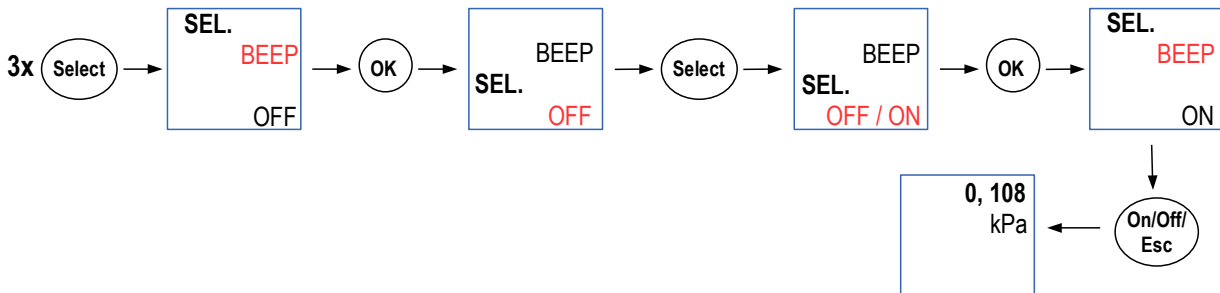 3x
Select
SEL.
BEEP
OFF
OK
BEEP
SEL.
OFF
Select
BEEP
SEL.
OFF / ON
OK
SEL.
BEEP
ON
On/Off/
Esc
0, 108
kPa